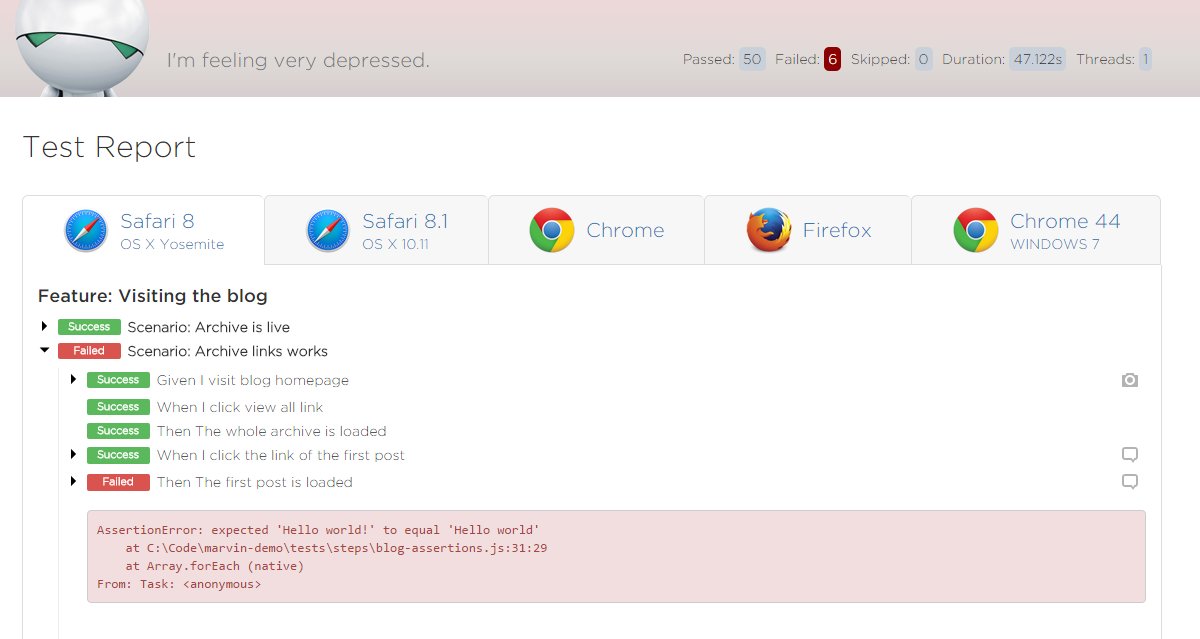 I'm feeling very depressed.
Passed: 50 Failed: 6 Skipped: 0 Duration: 47.122s Threads: 1
Test Report
Safari 8
OS X Yosemite
Safari 8.1
OS X 10.11
Chrome
Firefox
Chrome 44
WINDOWS 7
Feature: Visiting the blog
Success Scenario: Archive is live
Failed Scenario: Archive links works
Success Given I visit blog homepage
Success When I click view all link
Success Then The whole archive is loaded
Success When I click the link of the first post
Failed Then The first post is loaded
AssertionError: expected 'Hello world!' to equal 'Hello world'
at C:\Code\marvin-demo\tests\steps\blog-assertions.js:31:29
at Array.forEach (native)
From: Task: <anonymous>